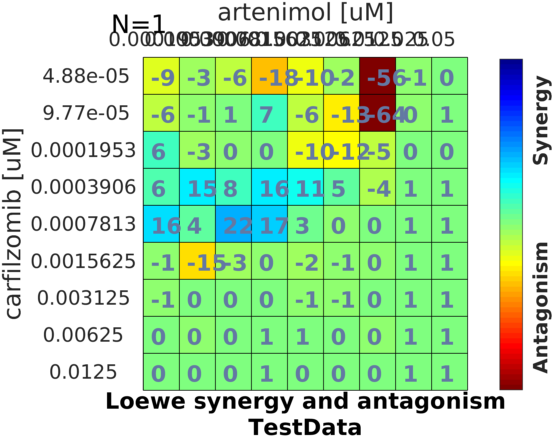 artenimol [uM]
N=1
4.88e-05 -9 -3 -6 -18 -10 -2 -56 -1 0
9.77e-05 -6 -1 1 7 -6 -13 -64 0 1
0.0001953 6 -3 0 0 -10 -12 -5 0 0
0.0003906 6 15 8 16 11 5 -4 1 1
0.0007813 16 4 22 17 3 0 0 1 1
0.0015625 -1 -15 -3 0 -2 -1 0 1 1
0.003125 -1 0 0 0 -1 -1 0 1 1
0.00625 0 0 0 1 1 0 0 1 1
0.0125 0 0 0 1 0 0 0 1 1
carfilzomib [uM]
Synergy
Antagonism
Loewe synergy and antagonism
TestData